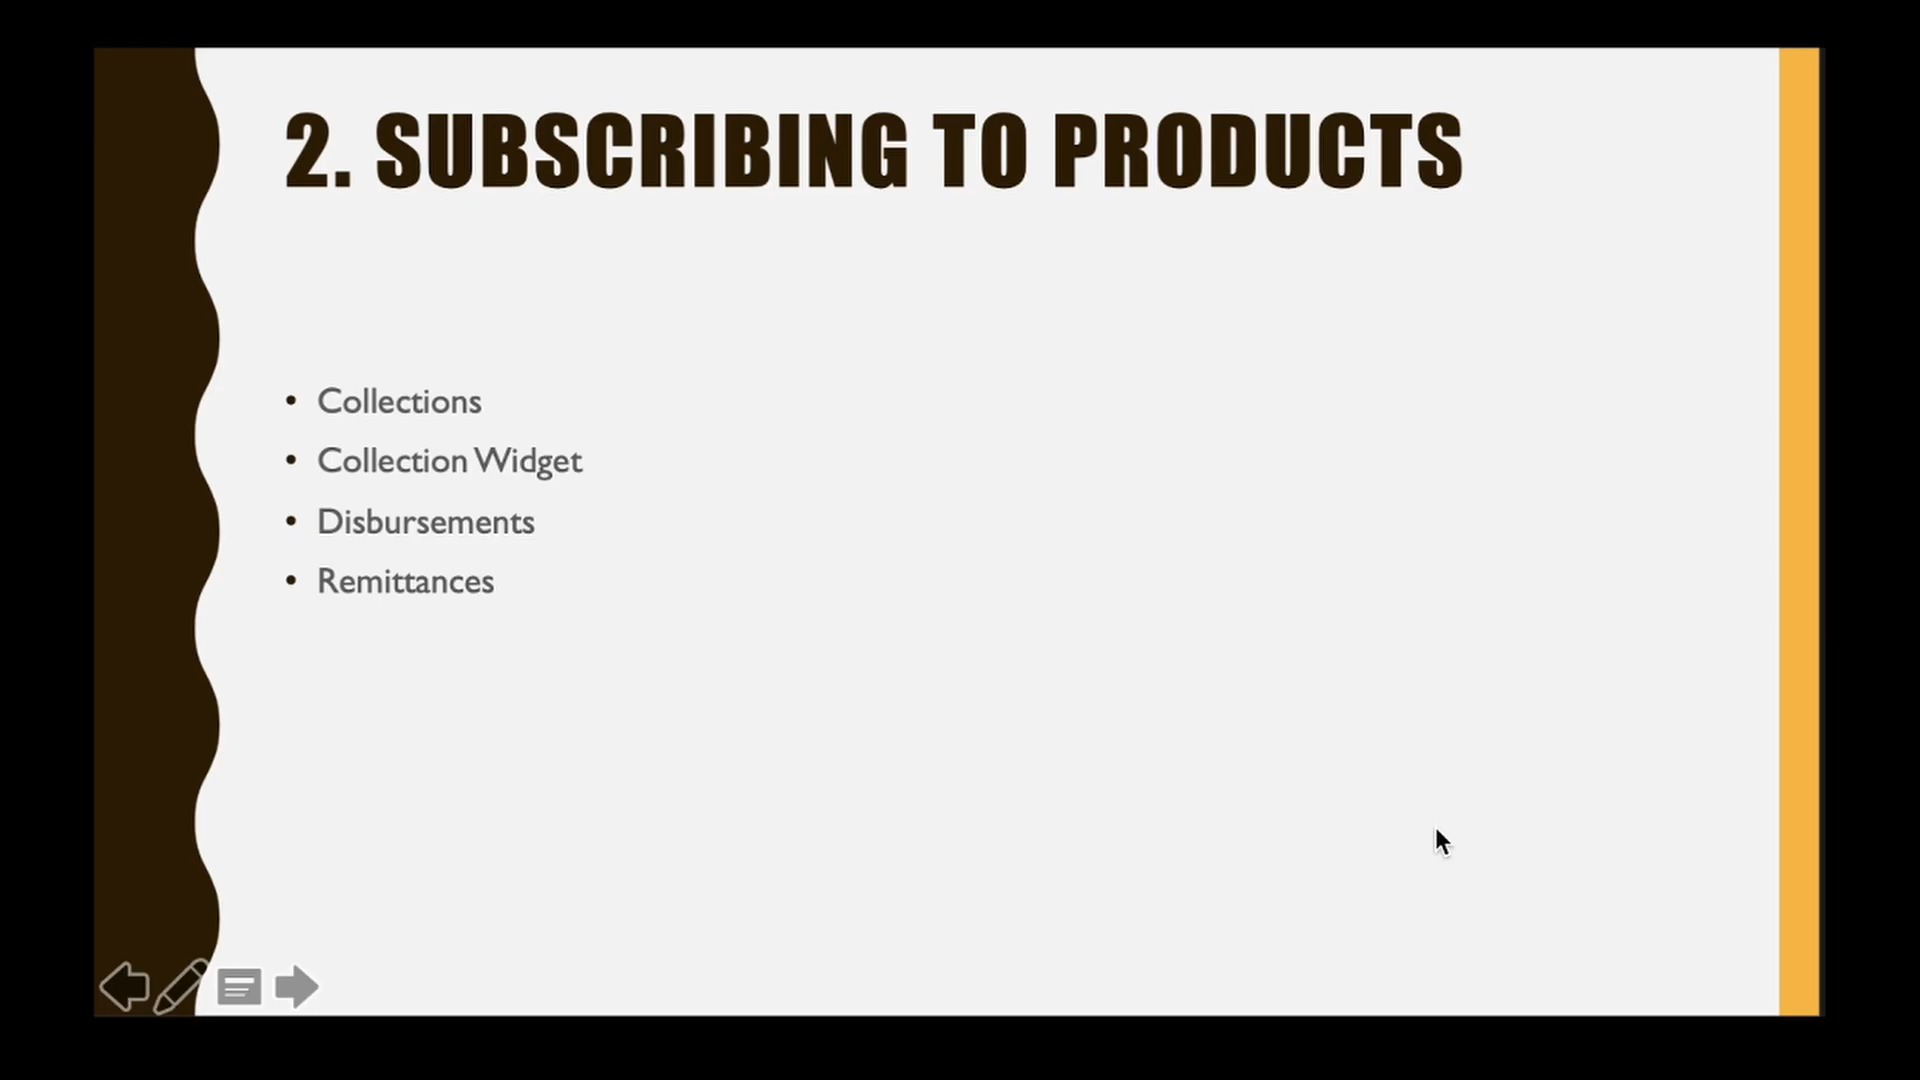 2. SUBSCRIBING TO PRODUCTS
• Collections
• Collection Widget
• Disbursements
• Remittances